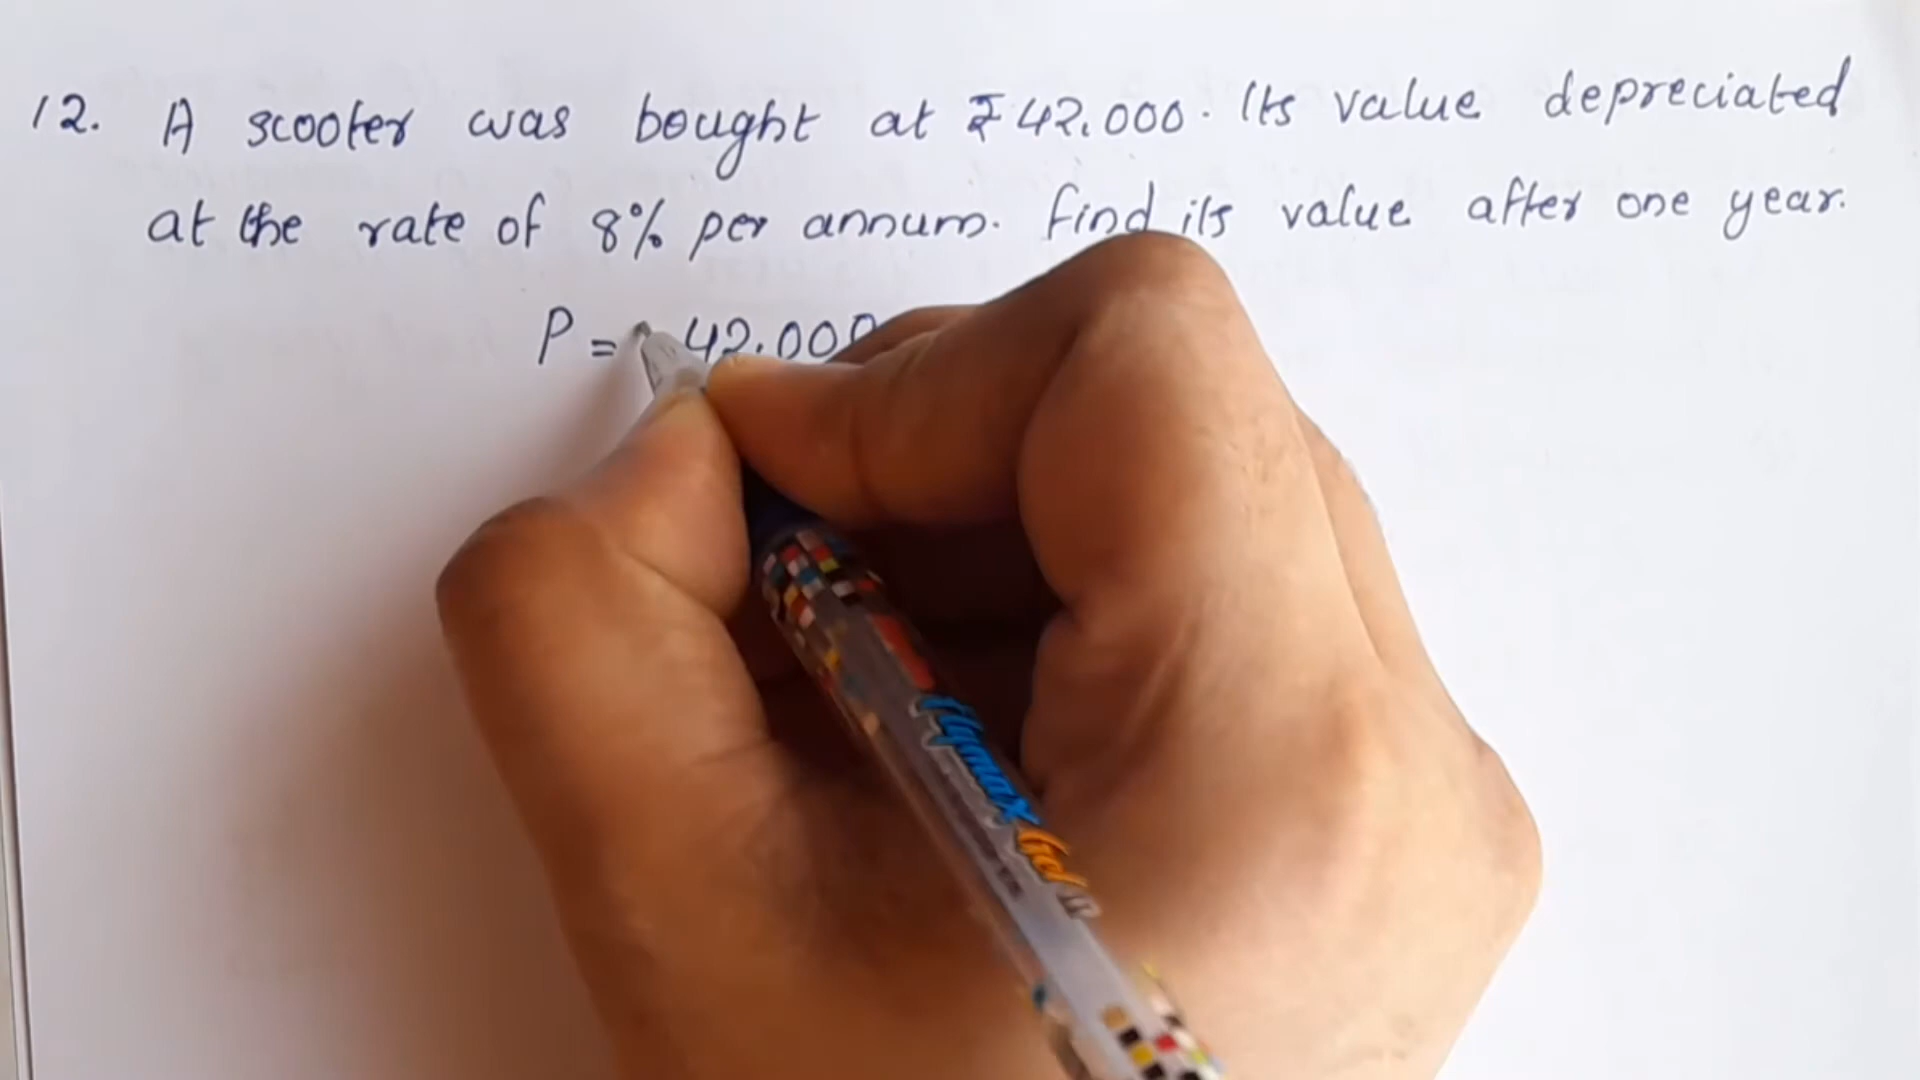 12. A scooter was bought at ₹42,000. Its value depreciated
at the rate of 8% per annum. Find its value after one year.
P = 42,000